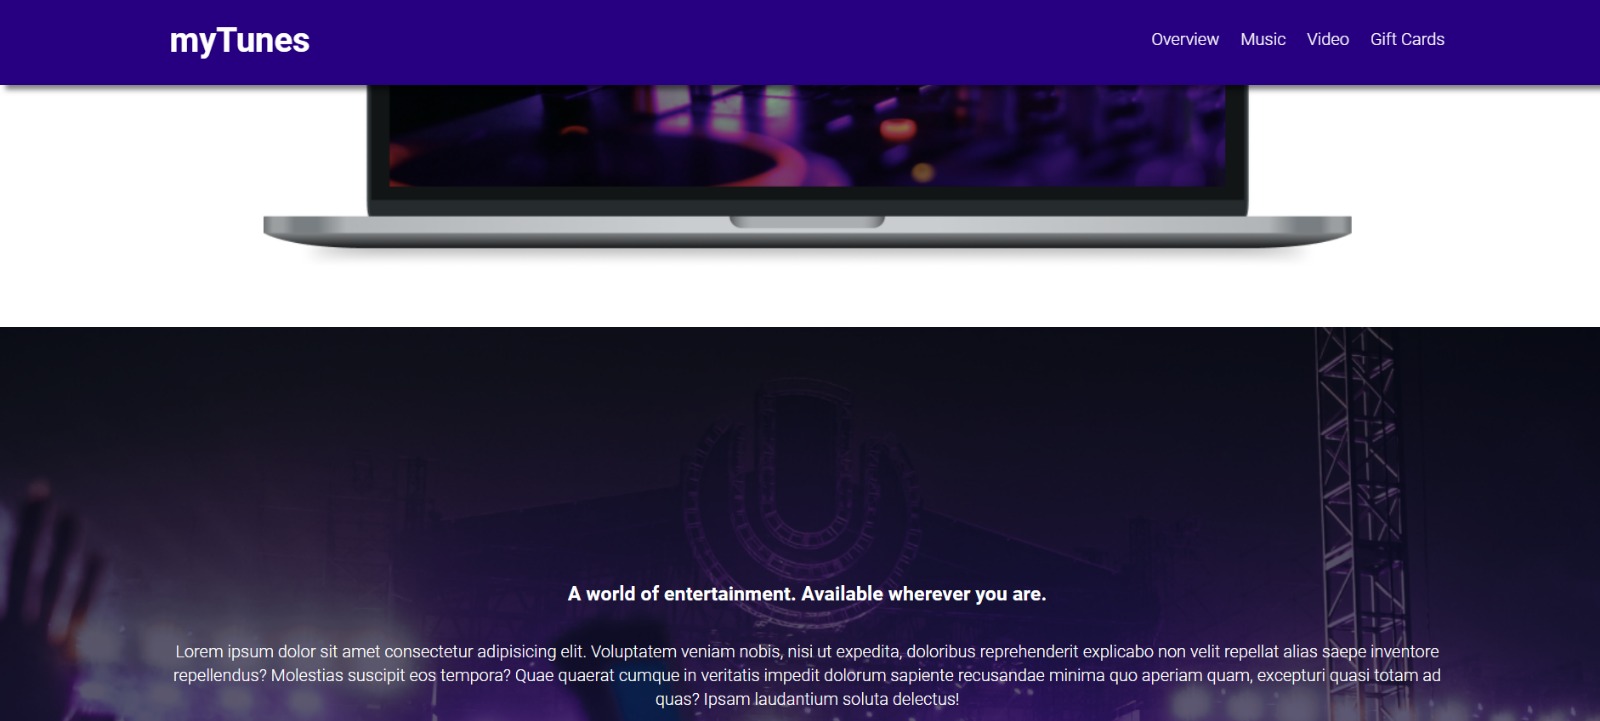 myTunes
Overview Music Video Gift Cards
A world of entertainment. Available wherever you are.
Lorem ipsum dolor sit amet consectetur adipisicing elit. Voluptatem veniam nobis, nisi ut expedita, doloribus reprehenderit explicabo non velit repellat alias saepe inventore
repellendus? Molestias suscipit eos tempora? Quae quaerat cumque in veritatis impedit dolorum sapiente recusandae minima quo aperiam quam, excepturi quasi totam ad
quas? Ipsam laudantium soluta delectus!